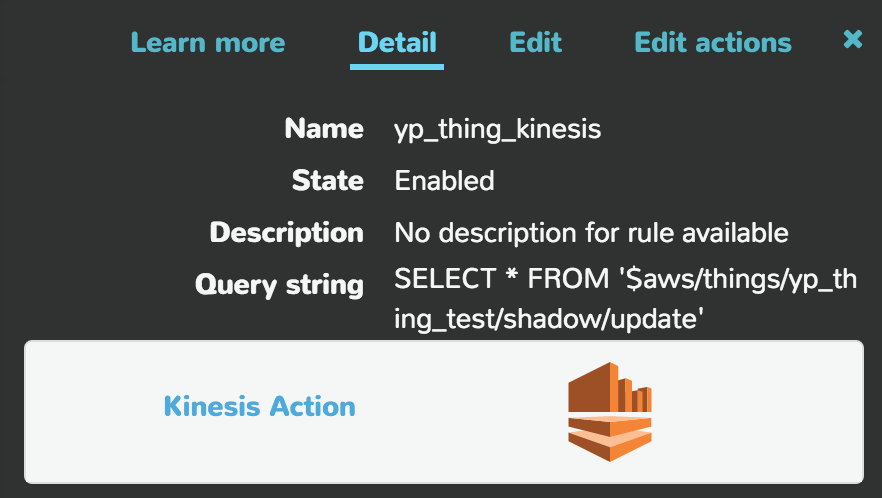 Learn more Detail Edit Edit actions ×
Name yp_thing_kinesis
State Enabled
Description No description for rule available
Query string SELECT * FROM '$aws/things/yp_th
ing_test/shadow/update'
Kinesis Action